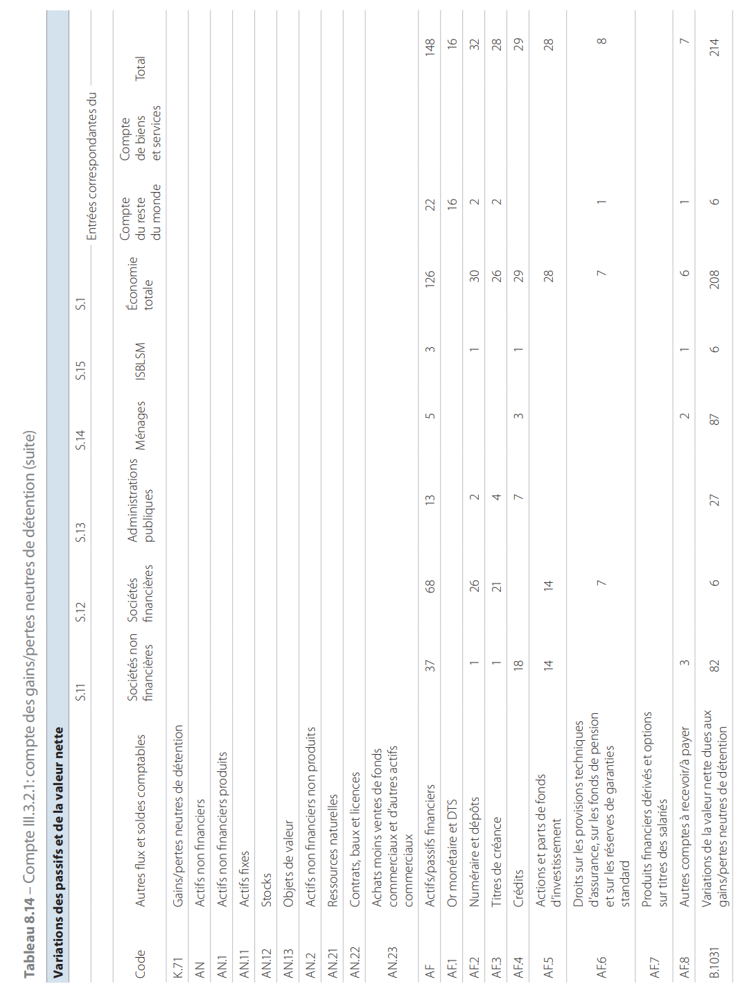 Tableau 8.14 – Compte III.3.2.1: compte des gains/pertes neutres de détention (suite)
Variations des passifs et de la valeur nette
S.11 S.12 S.13 S.14 S.15 S.1
Entrées correspondantes du
Code Autres flux et soldes comptables Sociétés non financières Sociétés financières Administrations publiques Ménages ISBLSM Économie totale Compte du reste du monde Compte de biens et services Total
K.71 Gains/pertes neutres de détention
AN Actifs non financiers
AN.1 Actifs non financiers produits
AN.11 Actifs fixes
AN.12 Stocks
AN.13 Objets de valeur
AN.2 Actifs non financiers non produits
AN.21 Ressources naturelles
AN.22 Contrats, baux et licences
AN.23 Achats moins ventes de fonds
commerciaux et d'autres actifs
commerciaux
AF Actifs/passifs financiers 37 68 13 5 3 126 22 148
AF.1 Or monétaire et DTS 16 16
AF.2 Numéraire et dépôts 1 26 2 1 30 2 32
AF.3 Titres de créance 1 21 4 26 2 28
AF.4 Crédits 18 7 3 1 29 29
AF.5 Actions et parts de fonds
d'investissement 14 14 28 28
AF.6 Droits sur les provisions techniques
d'assurance, sur les fonds de pension
et sur les réserves de garanties
standard 7 7 1 8
AF.7 Produits financiers dérivés et options
sur titres des salariés
AF.8 Autres comptes à recevoir/à payer 3 2 1 6 1 7
B.1031 Variations de la valeur nette dues aux
gains/pertes neutres de détention 82 6 27 87 6 208 6 214